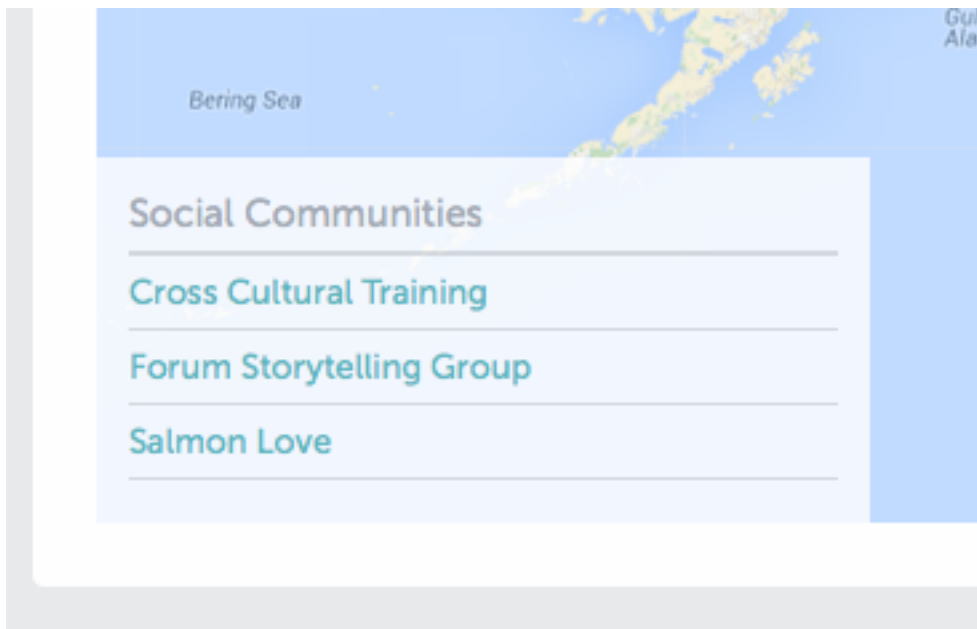 Bering Sea
Social Communities
Cross Cultural Training
Forum Storytelling Group
Salmon Love